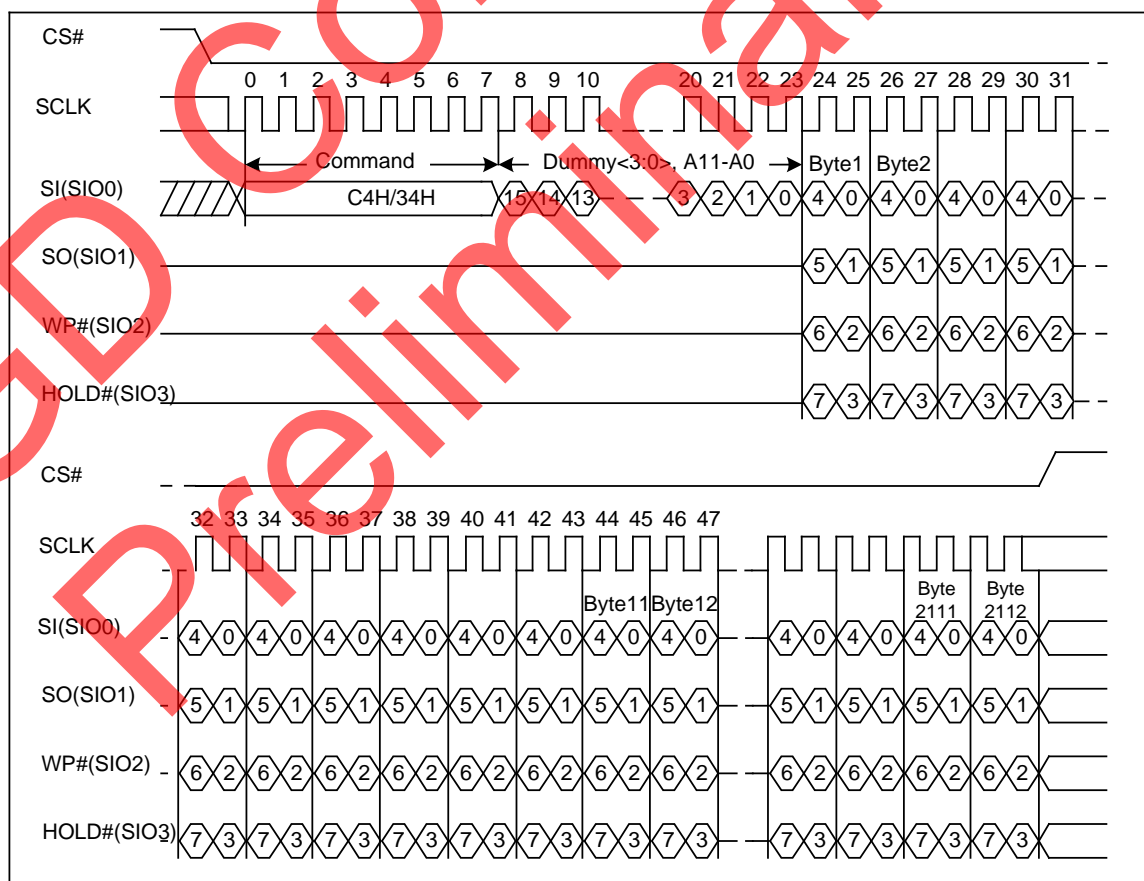 CS#
0 1 2 3 4 5 6 7 8 9 10 20 21 22 23 24 25 26 27 28 29 30 31
SCLK
Command Dummy<3:0>, A11-A0 Byte1 Byte2
SI(SIO0) C4H/34H 15 14 13 3 2 1 0 4 0 4 0 4 0 4 0
SO(SIO1) 5 1 5 1 5 1 5 1
WP#(SIO2) 6 2 6 2 6 2 6 2
HOLD#(SIO3) 7 3 7 3 7 3 7 3
CS#
32 33 34 35 36 37 38 39 40 41 42 43 44 45 46 47
SCLK
Byte11 Byte12 Byte 2111 Byte 2112
SI(SIO0) 4 0 4 0 4 0 4 0 4 0 4 0 4 0 4 0 4 0 4 0 4 0 4 0
SO(SIO1) 5 1 5 1 5 1 5 1 5 1 5 1 5 1 5 1 5 1 5 1 5 1 5 1
WP#(SIO2) 6 2 6 2 6 2 6 2 6 2 6 2 6 2 6 2 6 2 6 2 6 2 6 2
HOLD#(SIO3) 7 3 7 3 7 3 7 3 7 3 7 3 7 3 7 3 7 3 7 3 7 3 7 3
GD